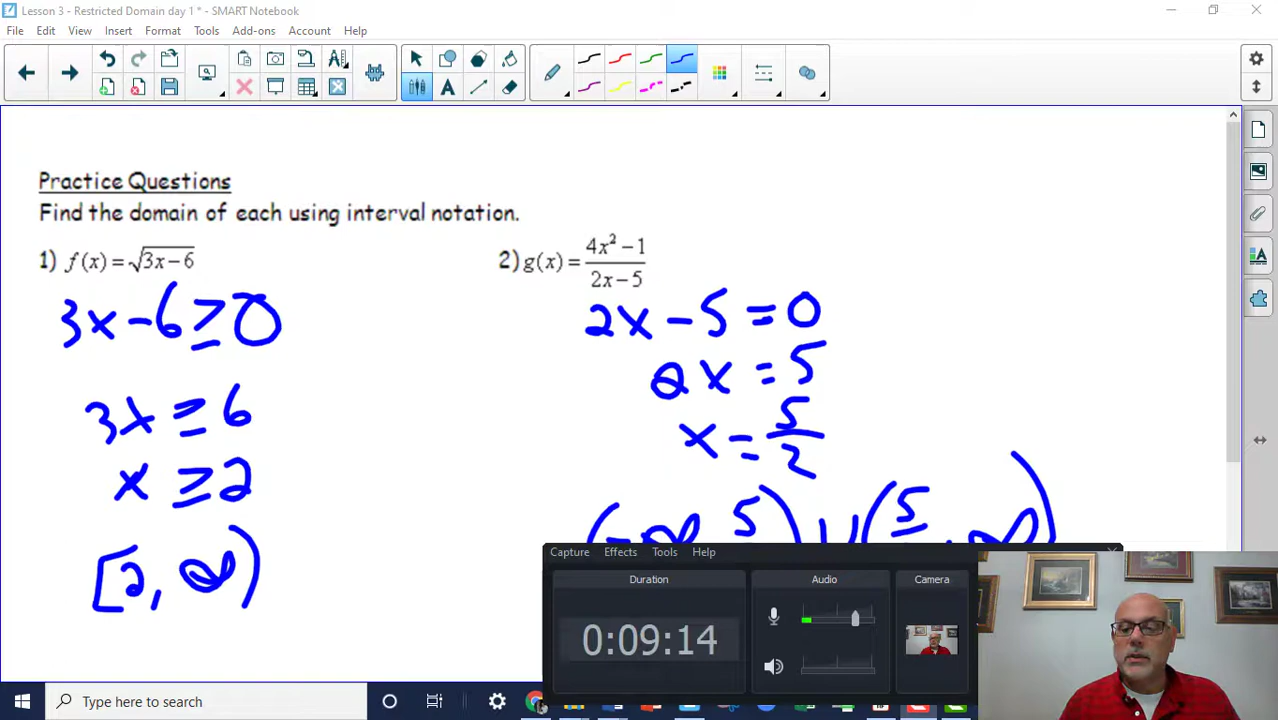 Lesson 3 - Restricted Domain day 1 * - SMART Notebook
File Edit View Insert Format Tools Add-ons Account Help
Practice Questions
Find the domain of each using interval notation.
1) f(x) = √3x-6
3x-6≥0
3x ≥ 6
x ≥ 2
[2, ∞)
2) g(x) = 4x² - 1
2x - 5
2x - 5 = 0
2x = 5
x = 5
2
(-∞ 5 ) ∪ (5 , ∞)
Capture Effects Tools Help
Duration Audio Camera
0:09:14
Type here to search